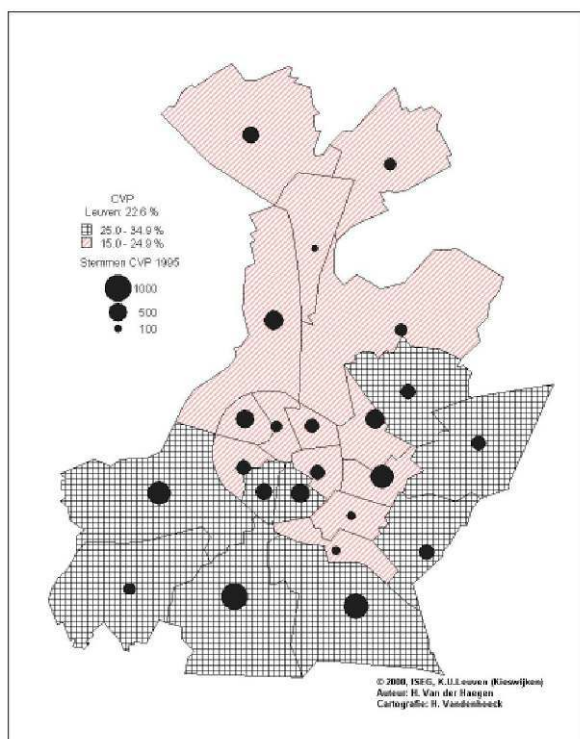 CVP
Leuven: 22.6 %
25.0 - 34.9 %
15.0 - 24.9 %
Stemmen CVP 1995
1000
500
100
© 2000, ISEG, K.U.Leuven (Kieswijken)
Auteur: H. Van der Haegen
Cartografie: H. Vandenhoeck